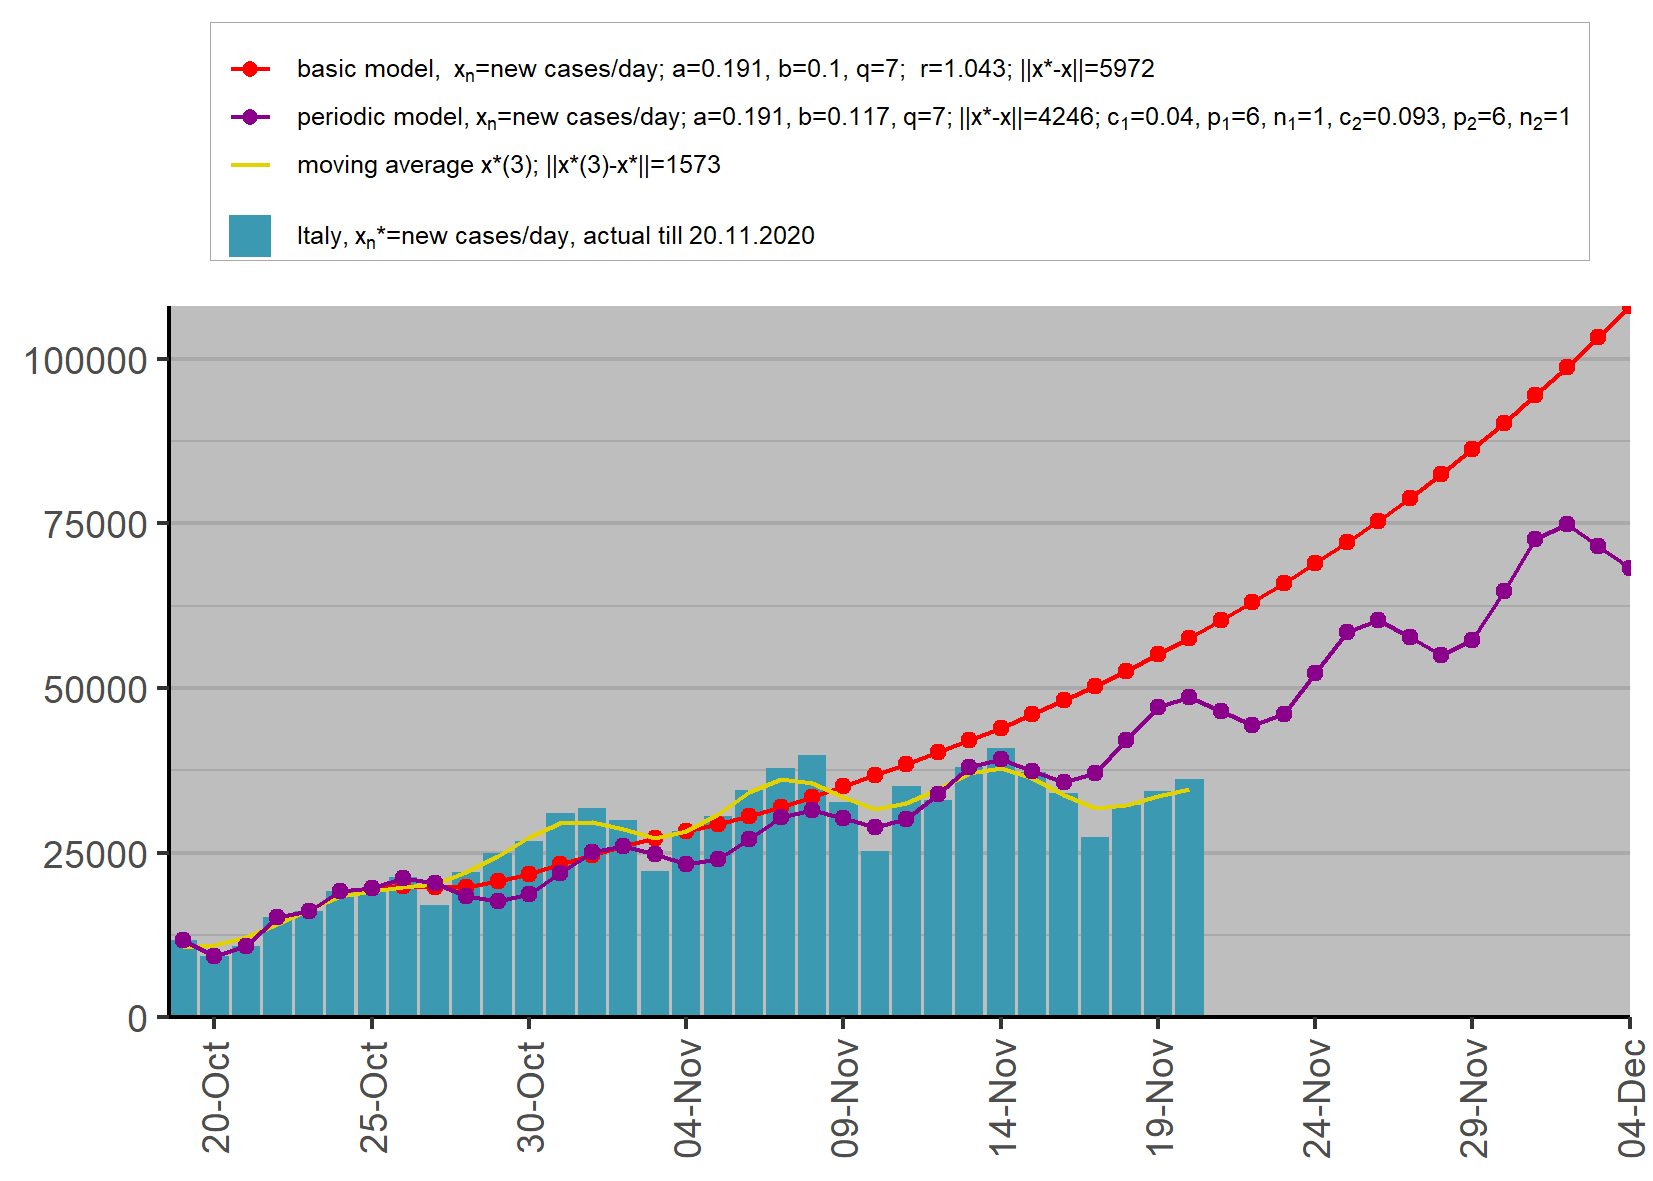 basic model,  xₙ=new cases/day; a=0.191, b=0.1, q=7;  r=1.043; ||x*-x||=5972
periodic model, xₙ=new cases/day; a=0.191, b=0.117, q=7; ||x*-x||=4246; c₁=0.04, p₁=6, n₁=1, c₂=0.093, p₂=6, n₂=1
moving average x*(3); ||x*(3)-x*||=1573
Italy, xₙ*=new cases/day, actual till 20.11.2020
100000
75000
50000
25000
0
20-Oct
25-Oct
30-Oct
04-Nov
09-Nov
14-Nov
19-Nov
24-Nov
29-Nov
04-Dec